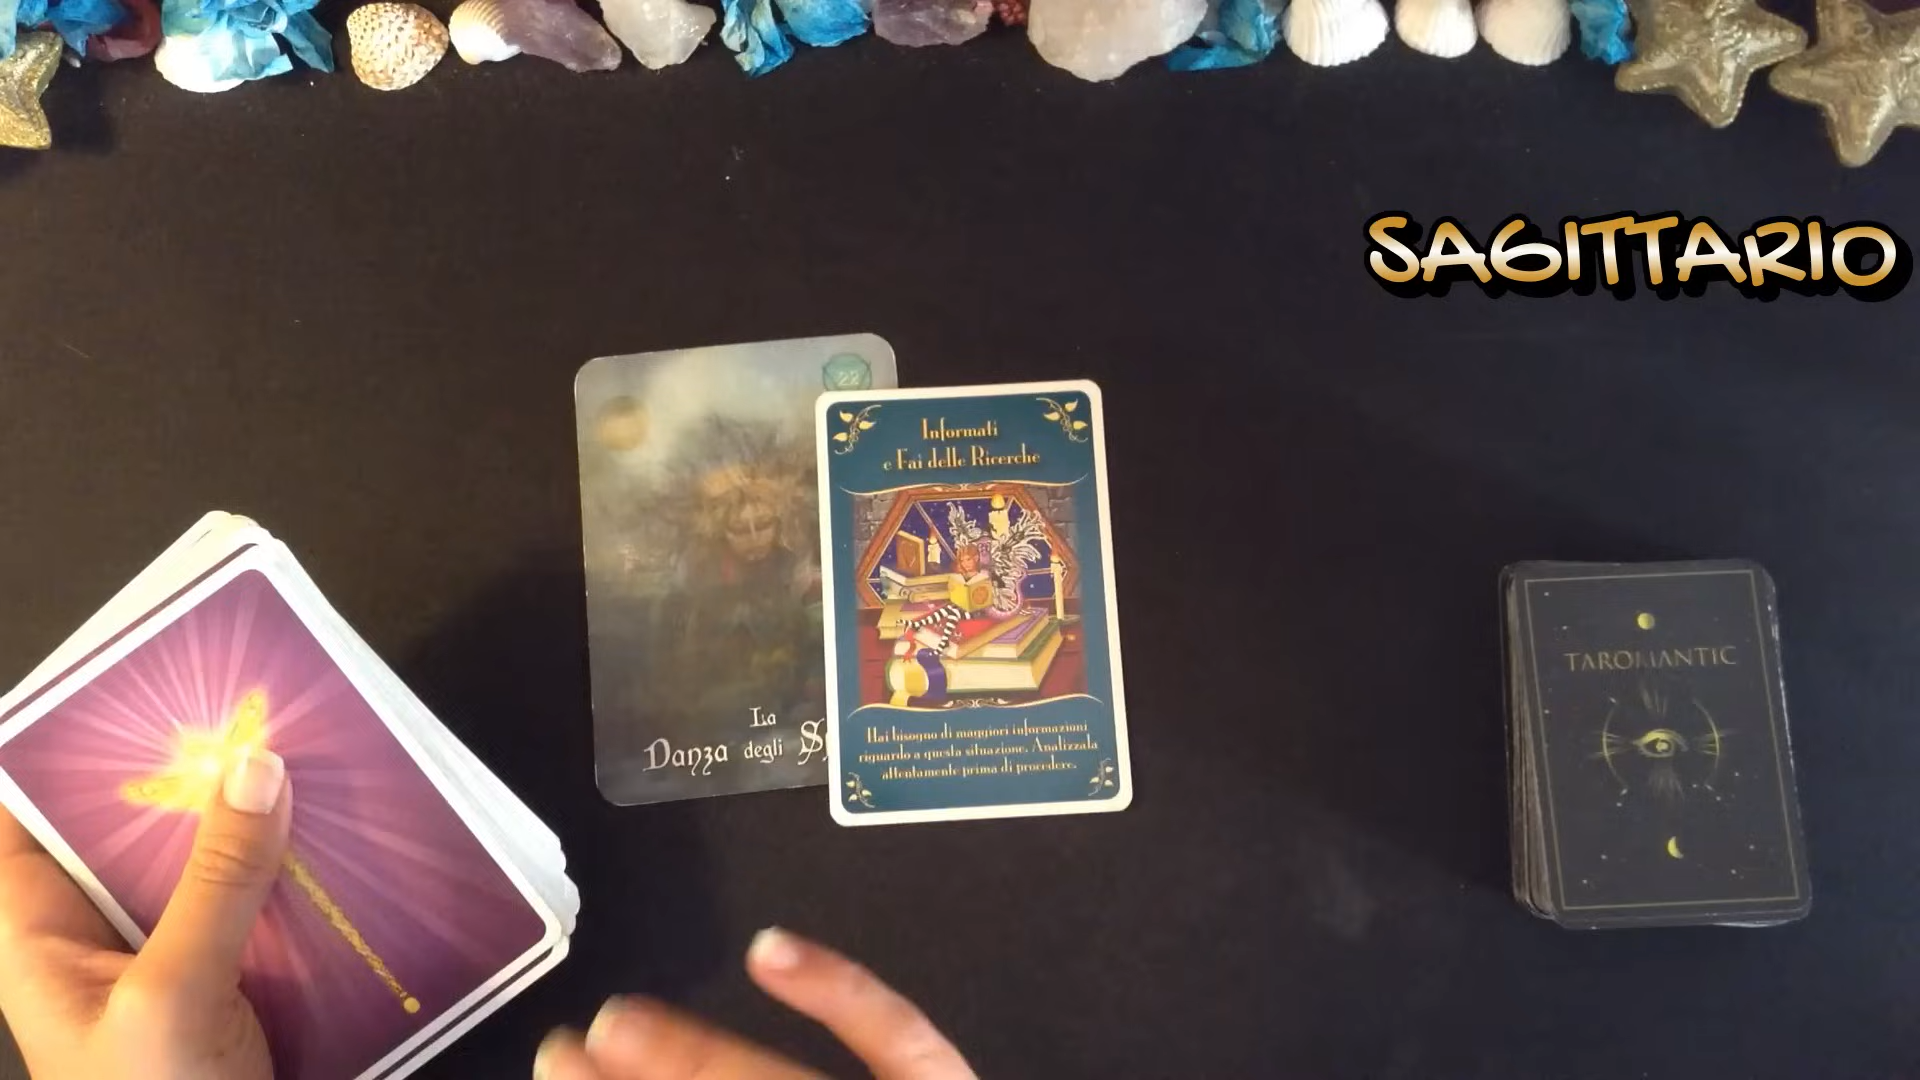 SAGITTARIO
22
Informati
e Fai delle Ricerche
La
Danza degli
Hai bisogno di maggiori informazioni
riguardo a questa situazione. Analizzala
attentamente prima di procedere.
TAROMANTIC